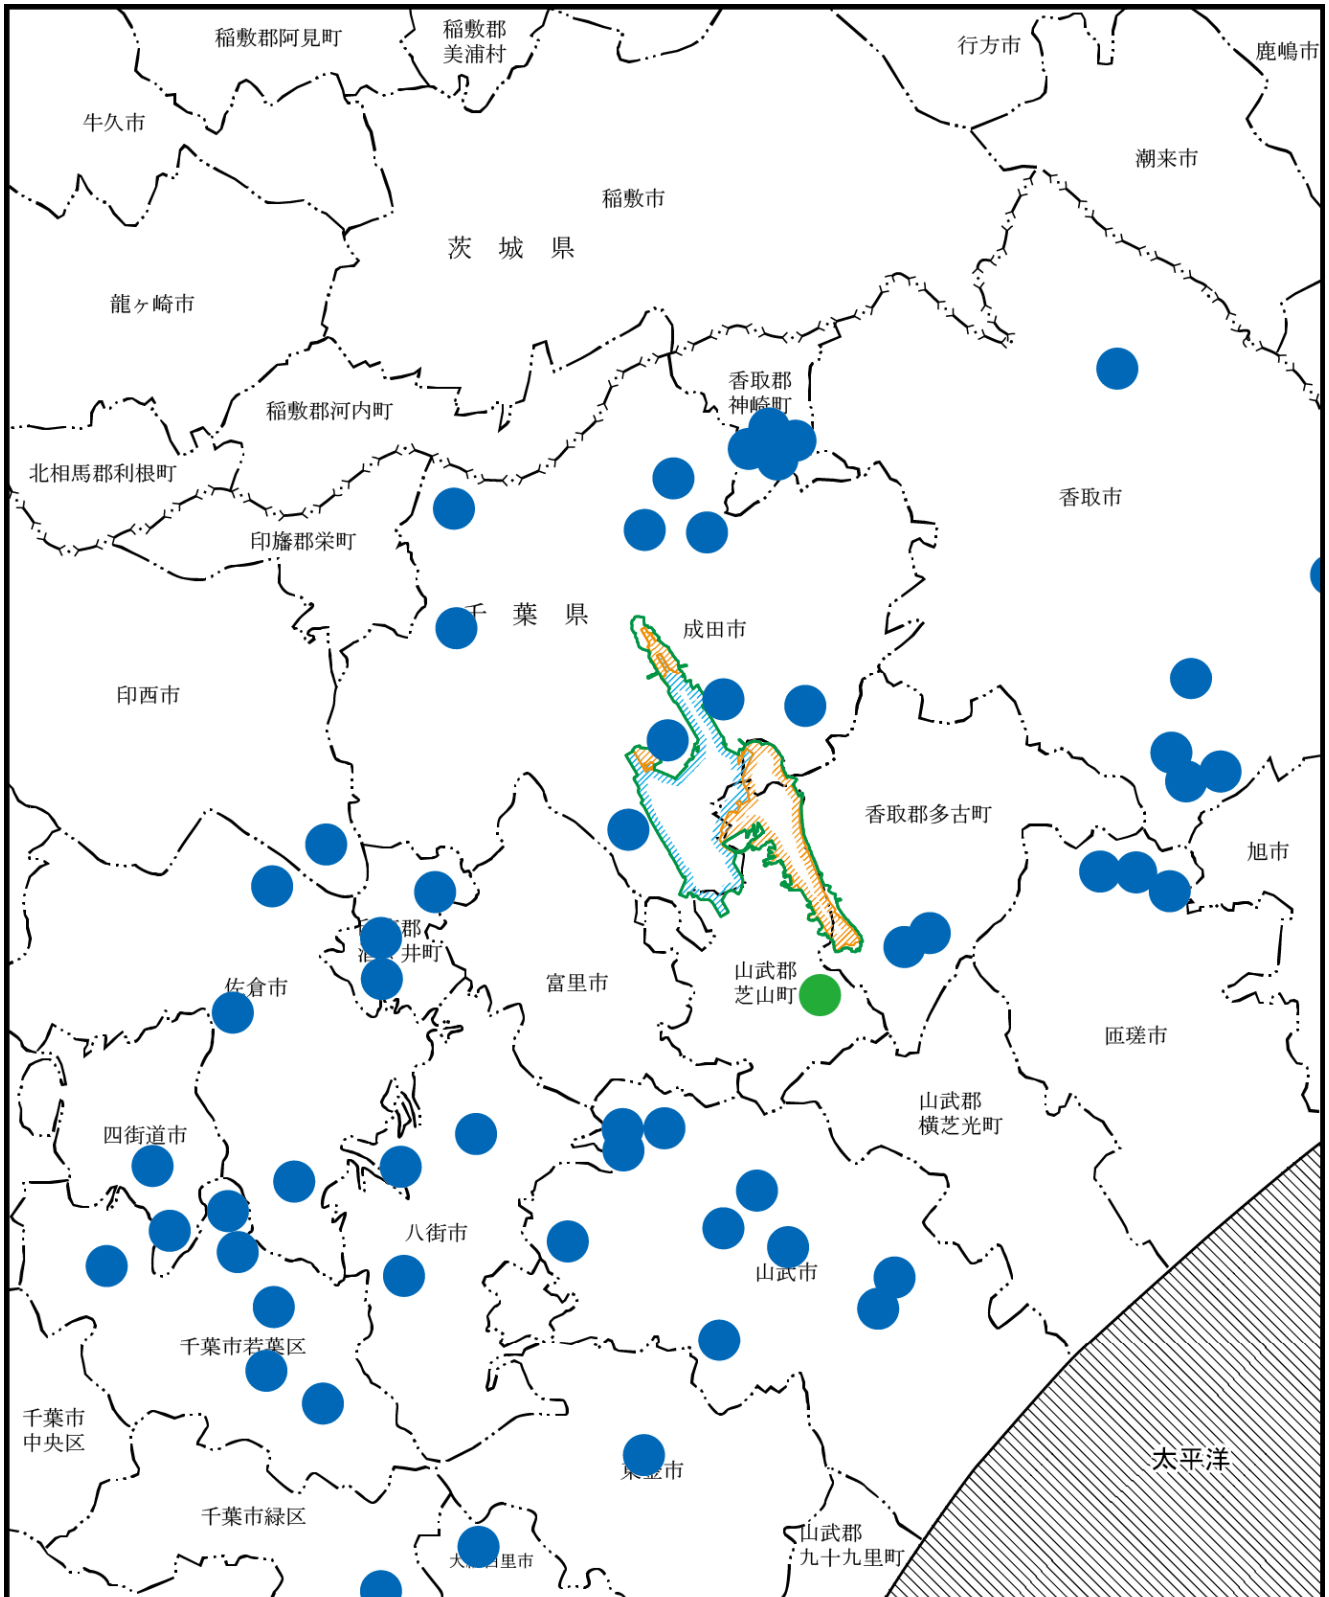 稲敷郡阿見町
稲敷郡
美浦村
行方市
鹿嶋市
牛久市
潮来市
稲敷市
茨城県
龍ヶ崎市
香取郡
神崎町
稲敷郡河内町
北相馬郡利根町
香取市
印旛郡栄町
千葉県
成田市
印西市
香取郡多古町
旭市
郡
井町
山武郡
芝山町
富里市
佐倉市
匝瑳市
山武郡
横芝光町
四街道市
八街市
山武市
千葉市若葉区
千葉市
中央区
太平洋
東金市
千葉市緑区
山武郡
九十九里町
里市